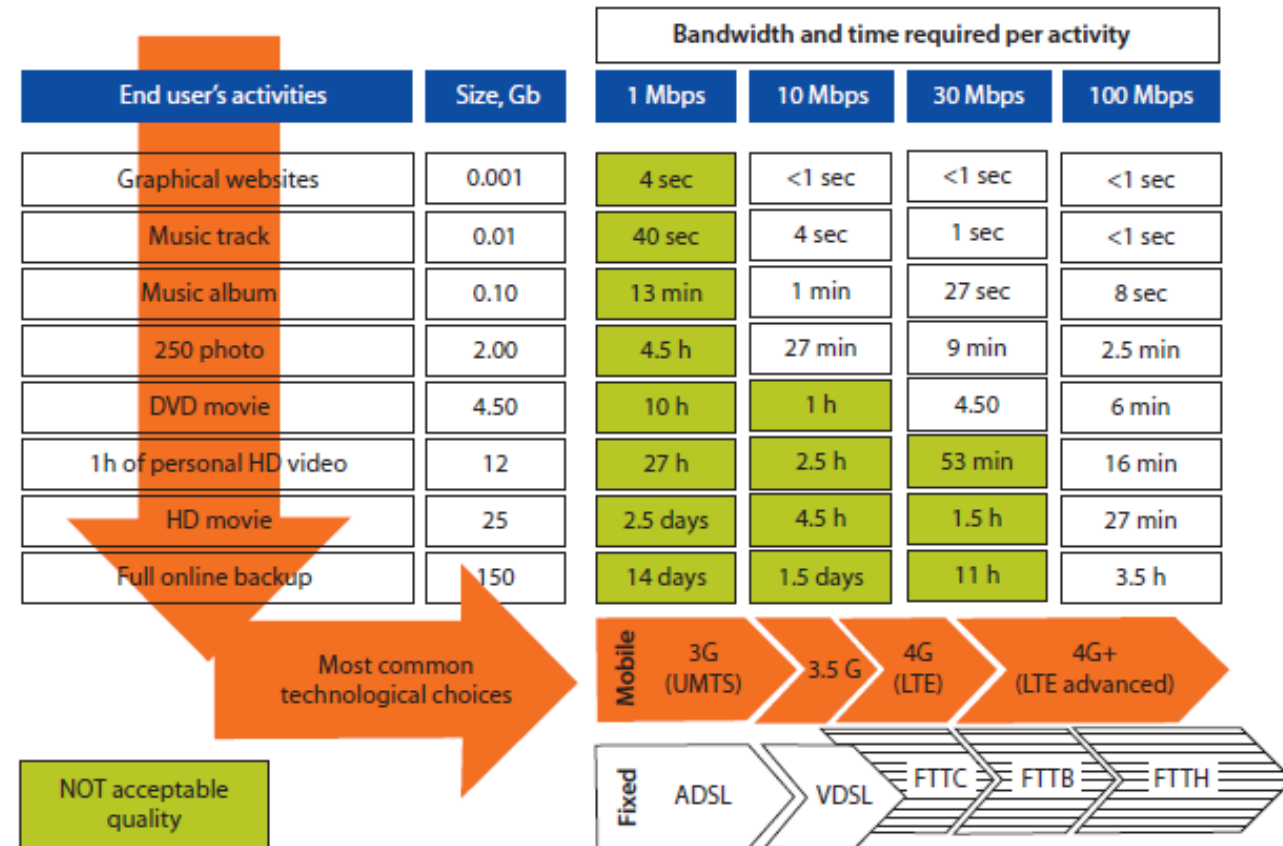 Bandwidth and time required per activity
End user's activities Size, Gb 1 Mbps 10 Mbps 30 Mbps 100 Mbps
Graphical websites 0.001 4 sec <1 sec <1 sec <1 sec
Music track 0.01 40 sec 4 sec 1 sec <1 sec
Music album 0.10 13 min 1 min 27 sec 8 sec
250 photo 2.00 4.5 h 27 min 9 min 2.5 min
DVD movie 4.50 10 h 1 h 4.50 6 min
1h of personal HD video 12 27 h 2.5 h 53 min 16 min
HD movie 25 2.5 days 4.5 h 1.5 h 27 min
Full online backup 150 14 days 1.5 days 11 h 3.5 h
Most common
technological choices
Mobile
3G
(UMTS)
3.5 G
4G
(LTE)
4G+
(LTE advanced)
NOT acceptable
quality
Fixed
ADSL
VDSL
FTTC
FTTB
FTTH